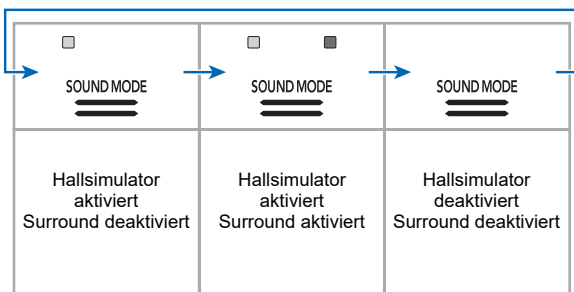 SOUND MODE
SOUND MODE
SOUND MODE
Hallsimulator
aktiviert
Surround deaktiviert
Hallsimulator
aktiviert
Surround aktiviert
Hallsimulator
deaktiviert
Surround deaktiviert